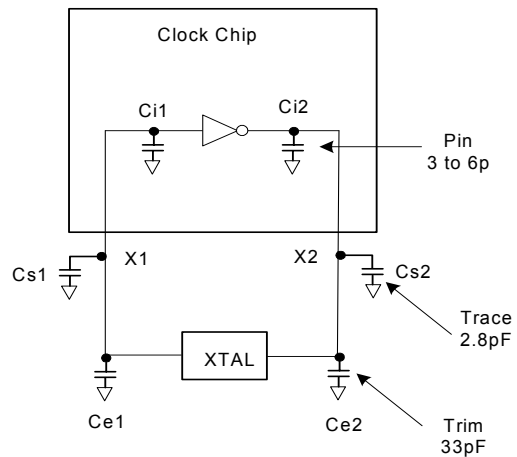 Clock Chip
Ci1
Ci2
Pin
3 to 6p
X1
X2
Cs1
Cs2
Trace
2.8pF
XTAL
Ce1
Ce2
Trim
33pF